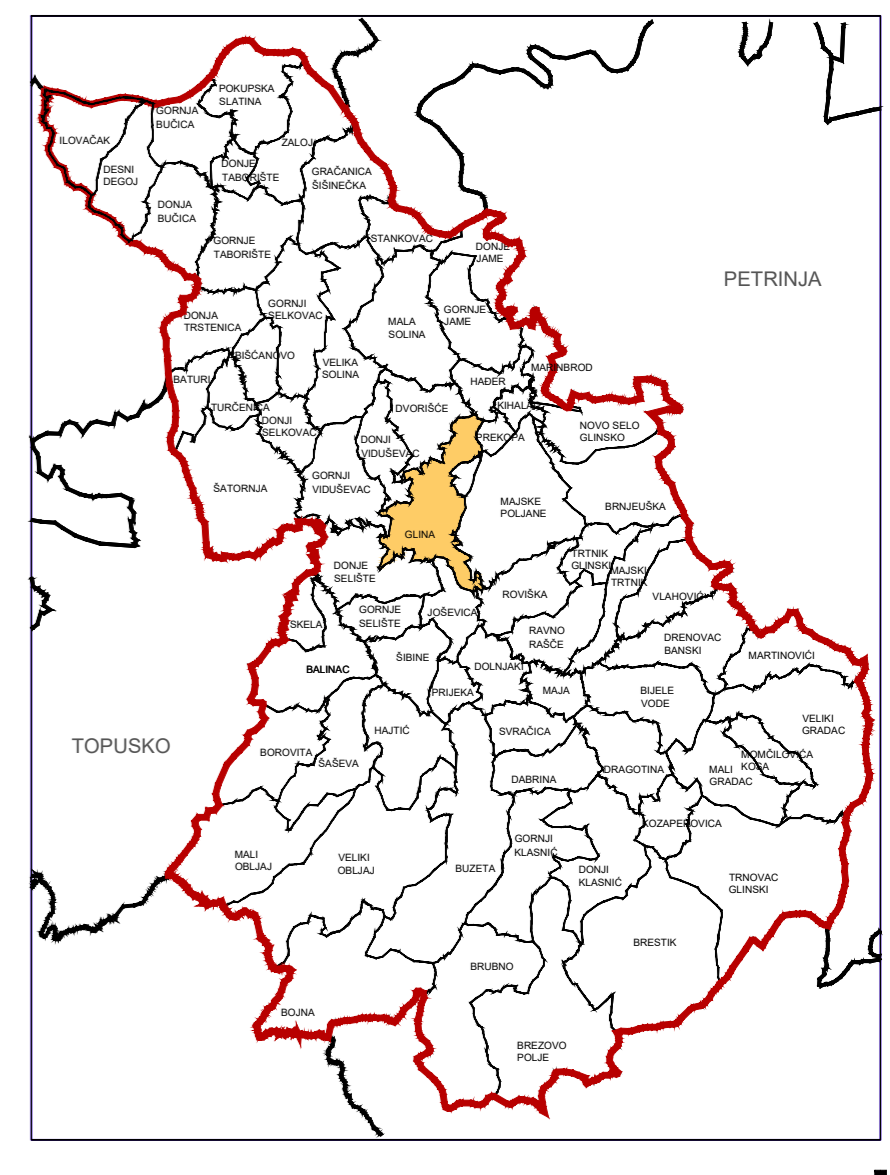 POKUPSKA
SLATINA
GORNJA
BUČICA
ILOVAČAK
ZALOJ
DESNI
DEGOJ
DONJE
TABORIŠTE
GRAČANICA
ŠIŠINEČKA
DONJA
BUČICA
GORNJE
TABORIŠTE
STANKOVAC
DONJE
JAME
PETRINJA
DONJA
TRSTENICA
GORNJI
SELKOVAC
MALA
SOLINA
GORNJE
JAME
BIŠĆANOVO
VELIKA
SOLINA
MARINBROD
BATURI
HAĐER
TURČENICA
DVORIŠĆE
KIHALAC
DONJI
SELKOVAC
DONJI
VIDUŠEVAC
PREKOPA
NOVO SELO
GLINSKO
ŠATORNJA
GORNJI
VIDUŠEVAC
MAJSKE
POLJANE
BRNJEUŠKA
GLINA
DONJE
SELIŠTE
TRTNIK
GLINSKI
MAJSKI
TRTNIK
ROVIŠKA
VLAHOVIĆ
SKELA
GORNJE
SELIŠTE
JOŠEVICA
RAVNO
RAŠČE
DRENOVAC
BANSKI
MARTINOVIĆI
BALINAC
ŠIBINE
DOLNJAKI
PRIJEKA
MAJA
BIJELE
VODE
VELIKI
GRADAC
TOPUSKO
BOROVITA
HAJTIĆ
SVRAČICA
ŠAŠEVA
DABRINA
DRAGOTINA
MALI
GRADAC
MOMČILOVIĆA
KOSA
KOZAPEROVICA
MALI
OBLJAJ
VELIKI
OBLJAJ
BUZETA
GORNJI
KLASNIĆ
DONJI
KLASNIĆ
TRNOVAC
GLINSKI
BRESTIK
BRUBNO
BOJNA
BREZOVO
POLJE